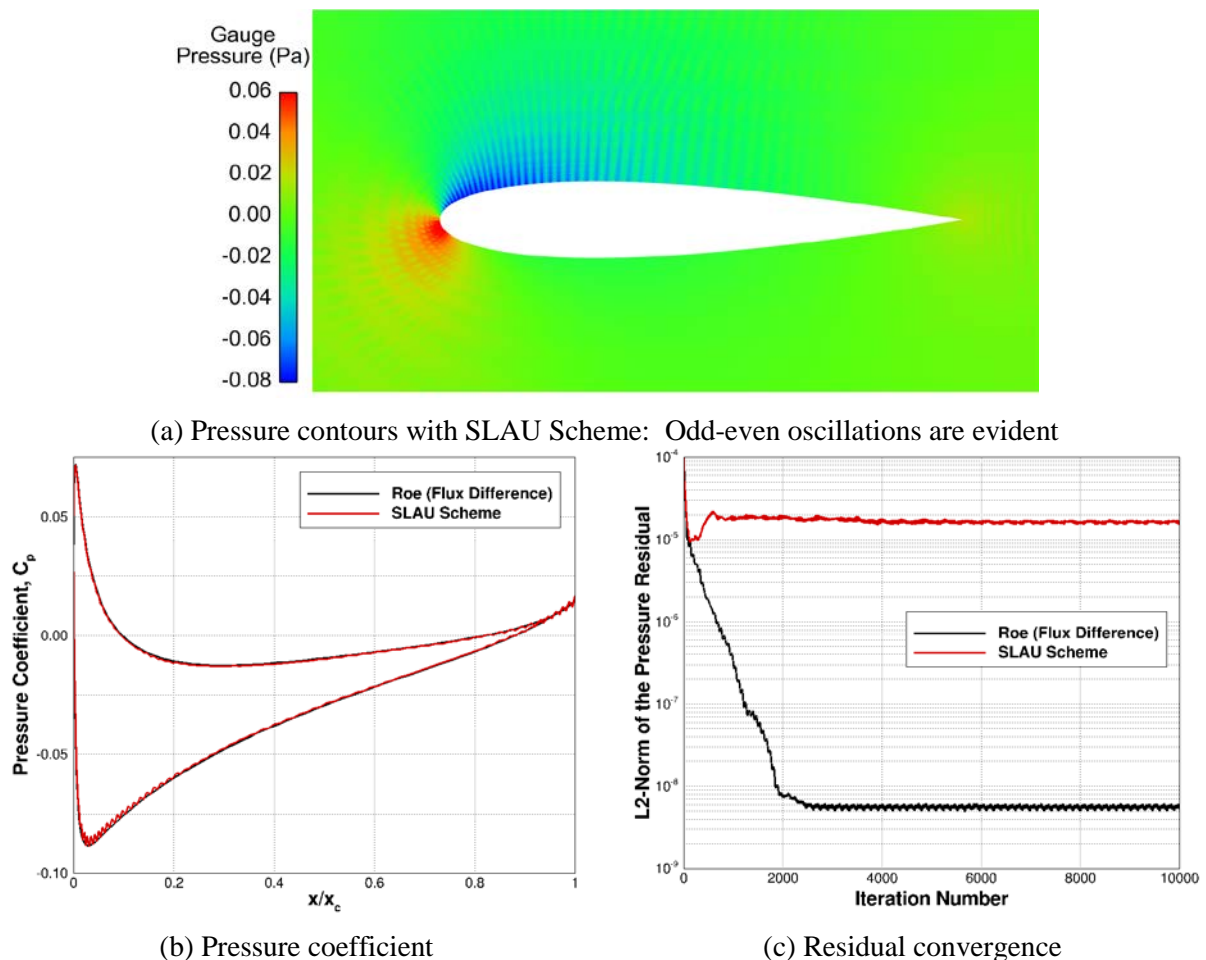 Gauge
Pressure (Pa)
0.06
0.04
0.02
0.00
-0.02
-0.04
-0.06
-0.08
(a) Pressure contours with SLAU Scheme: Odd-even oscillations are evident
Pressure Coefficient, Cp
0.05
0.00
-0.05
-0.10
Roe (Flux Difference)
SLAU Scheme
0 0.2 0.4 0.6 0.8 1
x/xc
(b) Pressure coefficient
L2-Norm of the Pressure Residual
10-4
10-5
10-6
10-7
10-8
10-9
Roe (Flux Difference)
SLAU Scheme
0 2000 4000 6000 8000 10000
Iteration Number
(c) Residual convergence